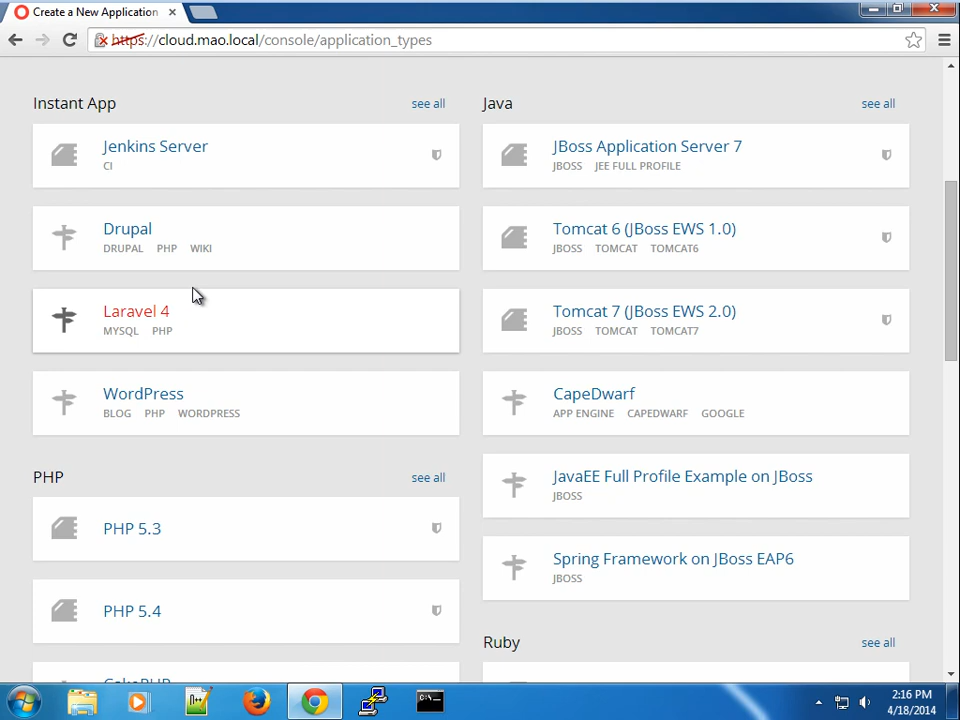 Create a New Application
https://cloud.mao.local/console/application_types
Instant App
see all
Jenkins Server
CI
Drupal
DRUPAL PHP WIKI
Laravel 4
MYSQL PHP
WordPress
BLOG PHP WORDPRESS
PHP
see all
PHP 5.3
PHP 5.4
CakePHP
Java
see all
JBoss Application Server 7
JBOSS JEE FULL PROFILE
Tomcat 6 (JBoss EWS 1.0)
JBOSS TOMCAT TOMCAT6
Tomcat 7 (JBoss EWS 2.0)
JBOSS TOMCAT TOMCAT7
CapeDwarf
APP ENGINE CAPEDWARF GOOGLE
JavaEE Full Profile Example on JBoss
JBOSS
Spring Framework on JBoss EAP6
JBOSS
Ruby
see all
2:16 PM
4/18/2014